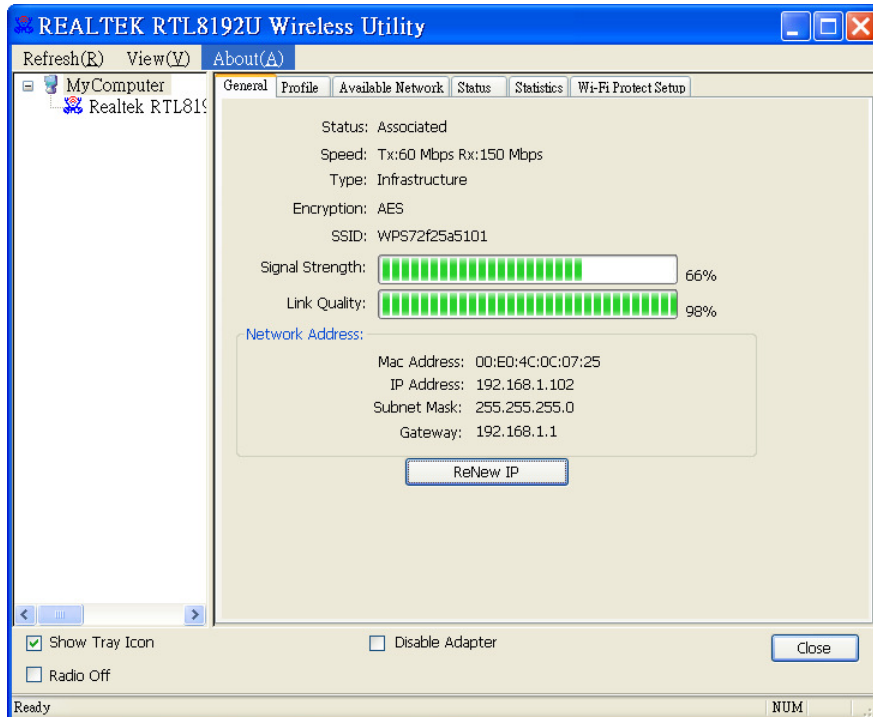 REALTEK RTL8192U Wireless Utility
Refresh(R) View(V) About(A)
MyComputer
Realtek RTL819
General Profile Available Network Status Statistics Wi-Fi Protect Setup
Status: Associated
Speed: Tx:60 Mbps Rx:150 Mbps
Type: Infrastructure
Encryption: AES
SSID: WPS72f25a5101
Signal Strength: 66%
Link Quality: 98%
Network Address:
Mac Address: 00:E0:4C:0C:07:25
IP Address: 192.168.1.102
Subnet Mask: 255.255.255.0
Gateway: 192.168.1.1
ReNew IP
Show Tray Icon
Disable Adapter
Close
Radio Off
Ready NUM